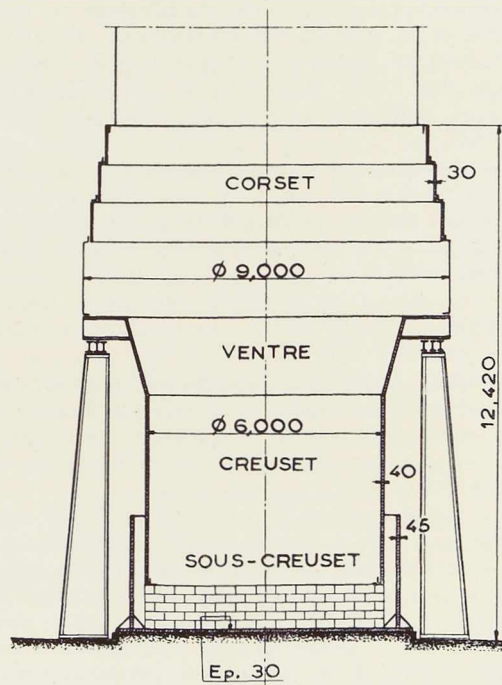 CORSET
30
Ø 9,000
VENTRE
12,420
Ø 6,000
CREUSET
40
45
SOUS-CREUSET
Ep. 30